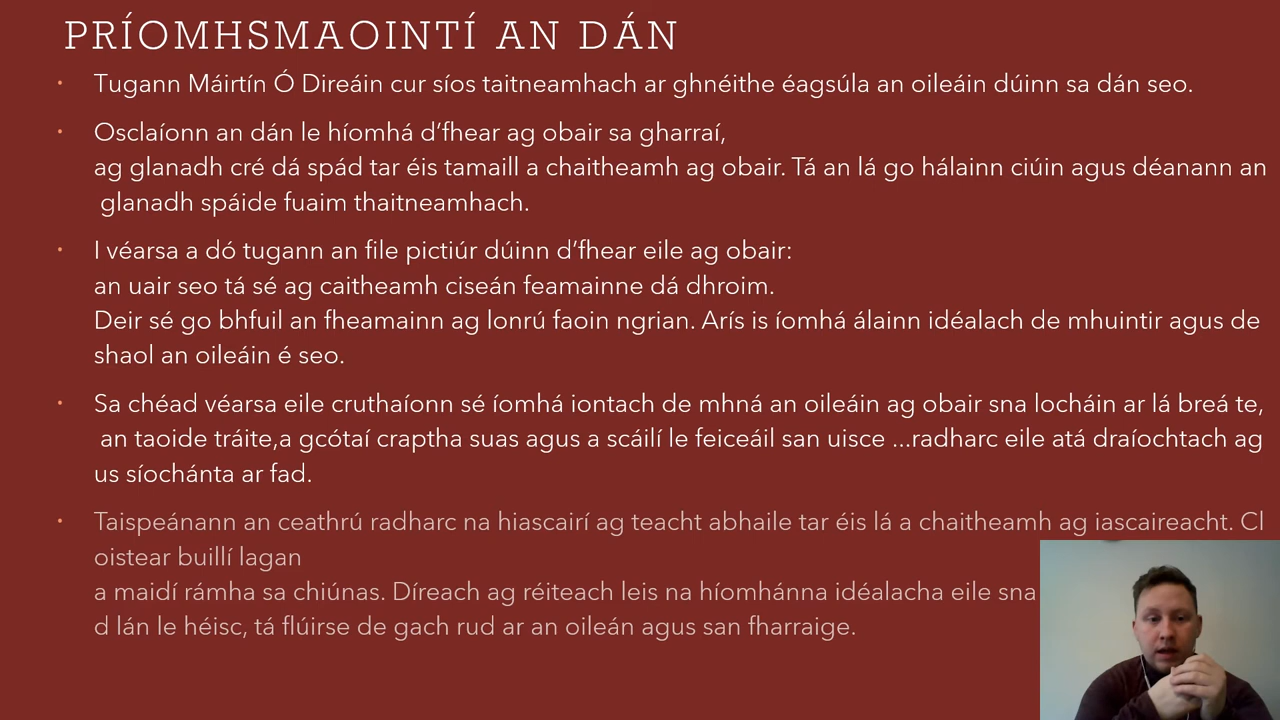 PRÍOMHSMAOINTÍ AN DÁN
• Tugann Máirtín Ó Direáin cur síos taitneamhach ar ghnéithe éagsúla an oileáin dúinn sa dán seo.
• Osclaíonn an dán le híomhá d’fhear ag obair sa gharraí,
ag glanadh cré dá spád tar éis tamaill a chaitheamh ag obair. Tá an lá go hálainn ciúin agus déanann an
glanadh spáide fuaim thaitneamhach.
• I véarsa a dó tugann an file pictiúr dúinn d’fhear eile ag obair:
an uair seo tá sé ag caitheamh ciseán feamainne dá dhroim.
Deir sé go bhfuil an fheamainn ag lonrú faoin ngrian. Arís is íomhá álainn idéalach de mhuintir agus de
shaol an oileáin é seo.
• Sa chéad véarsa eile cruthaíonn sé íomhá iontach de mhná an oileáin ag obair sna locháin ar lá breá te,
an taoide tráite,a gcótaí craptha suas agus a scáilí le feiceáil san uisce ...radharc eile atá draíochtach ag
us síochánta ar fad.
• Taispeánann an ceathrú radharc na hiascairí ag teacht abhaile tar éis lá a chaitheamh ag iascaireacht. Cl
oistear buillí lagan
a maidí rámha sa chiúnas. Díreach ag réiteach leis na híomhánna idéalacha eile sna
d lán le héisc, tá flúirse de gach rud ar an oileán agus san fharraige.